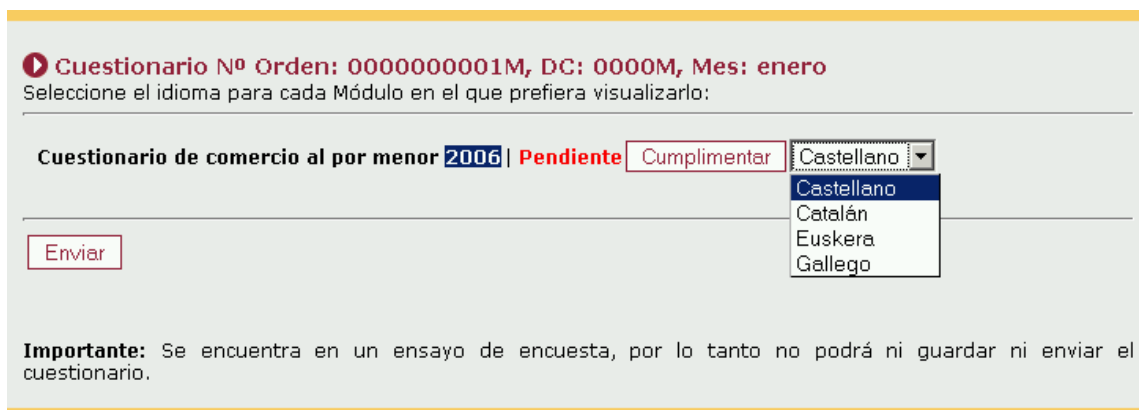 Cuestionario Nº Orden: 0000000001M, DC: 0000M, Mes: enero
Seleccione el idioma para cada Módulo en el que prefiera visualizarlo:
Cuestionario de comercio al por menor 2006 | Pendiente Cumplimentar Castellano
Castellano
Catalán
Euskera
Gallego
Enviar
Importante: Se encuentra en un ensayo de encuesta, por lo tanto no podrá ni guardar ni enviar el
cuestionario.